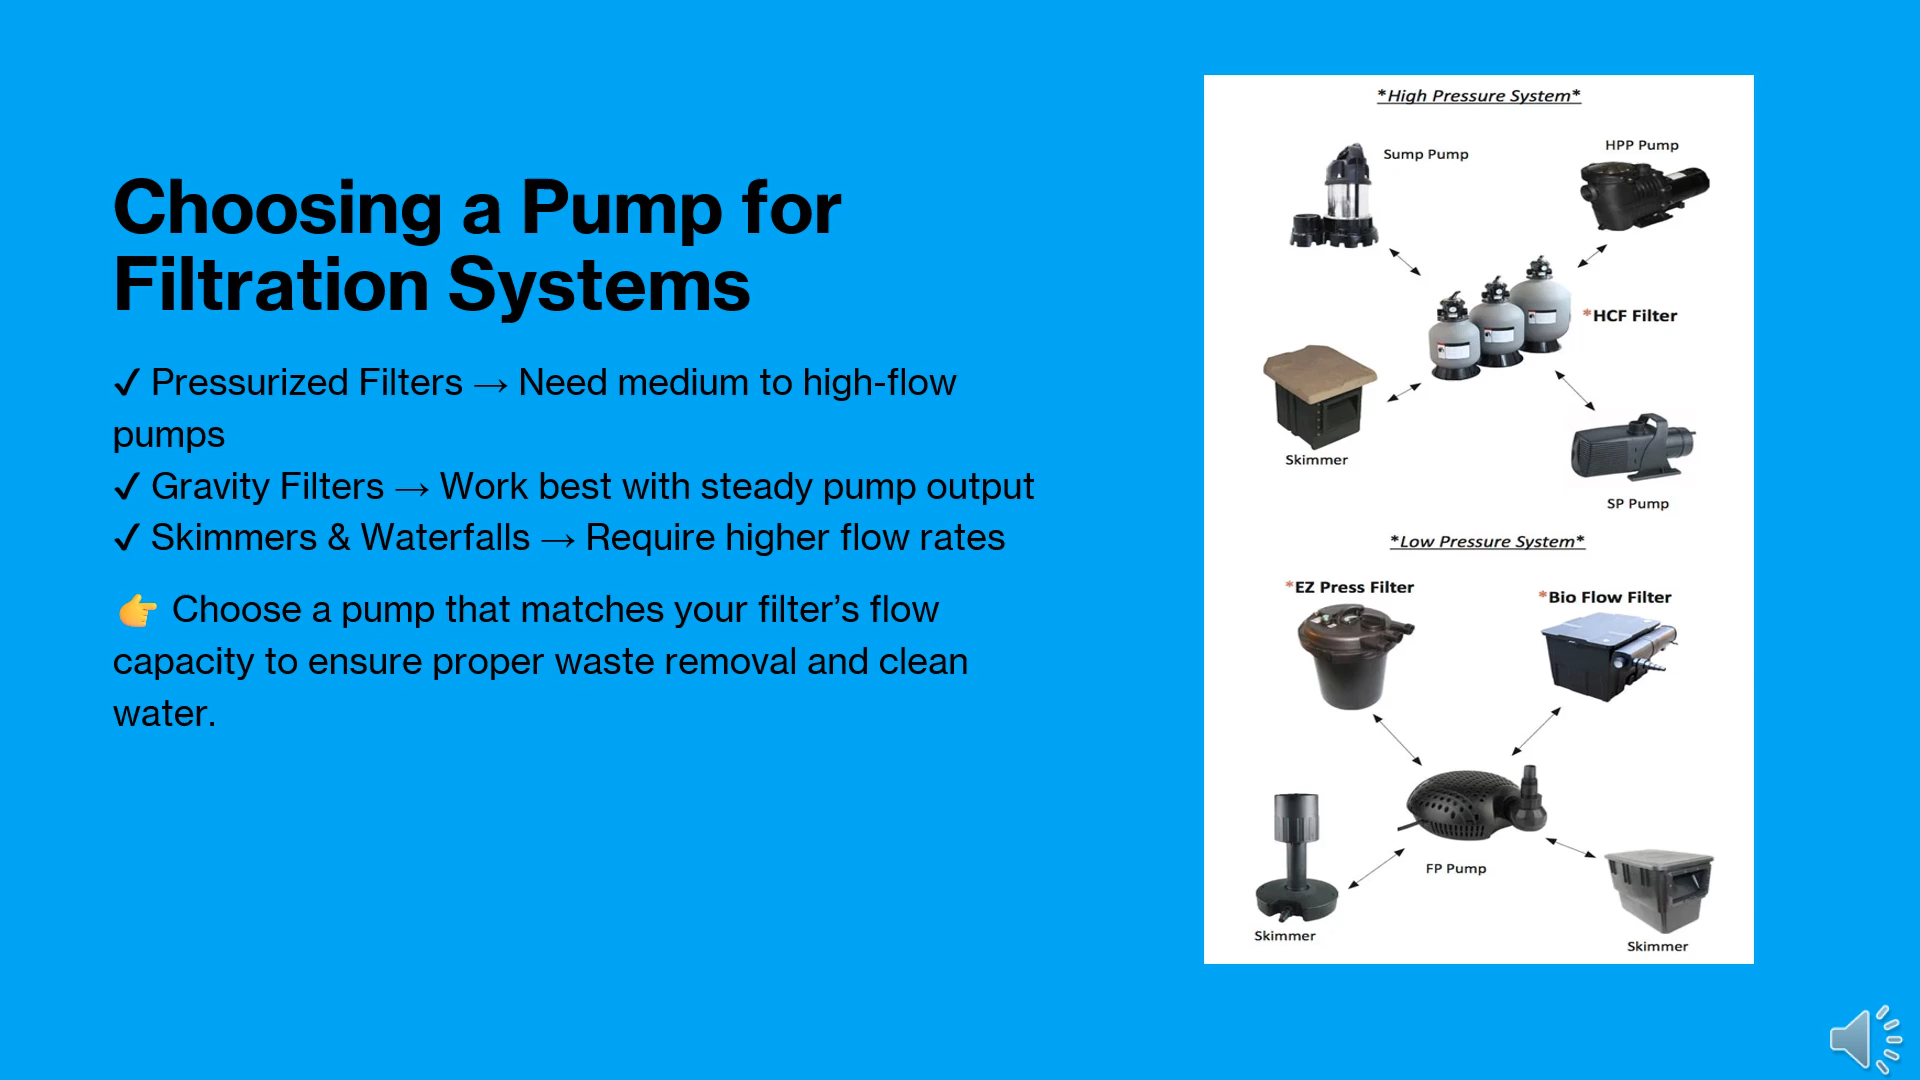 Choosing a Pump for
Filtration Systems
✓ Pressurized Filters → Need medium to high-flow
pumps
✓ Gravity Filters → Work best with steady pump output
✓ Skimmers & Waterfalls → Require higher flow rates
👉 Choose a pump that matches your filter’s flow
capacity to ensure proper waste removal and clean
water.
*High Pressure System*
Sump Pump
HPP Pump
*HCF Filter
Skimmer
SP Pump
*Low Pressure System*
*EZ Press Filter
*Bio Flow Filter
FP Pump
Skimmer
Skimmer